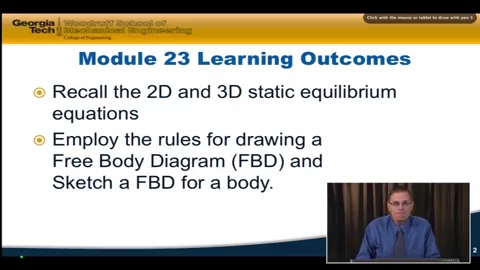 Georgia Tech
Woodruff School of
Mechanical Engineering
College of Engineering
Click with the mouse or tablet to draw with pen 1
Module 23 Learning Outcomes
Recall the 2D and 3D static equilibrium
equations
Employ the rules for drawing a
Free Body Diagram (FBD) and
Sketch a FBD for a body.
2